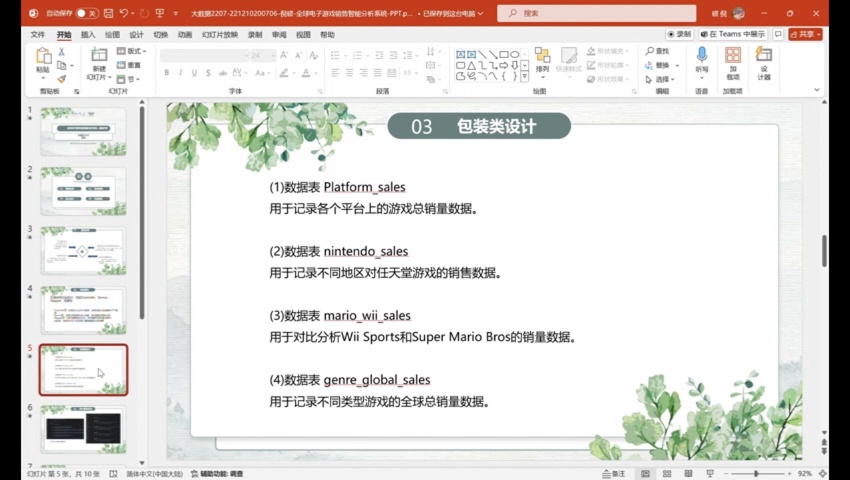 自动保存 关
大数据2207-221210200706-倪硕-全球电子游戏销售智能分析系统-PPT.p... • 已保存到这台电脑
搜索
文件 开始 插入 绘图 设计 切换 动画 幻灯片放映 录制 审阅 视图 帮助
录制 在 Teams 中展示 共享
粘贴
新建
幻灯片
版式
重置
节
排列 快速样式
形状填充
形状轮廓
形状效果
查找
替换
选择
听写
加
载项
设
计器
剪贴板 幻灯片 字体 段落 绘图 编辑 语音 加载项
1
2
3
4
5
6
7
03 包装类设计
(1)数据表 Platform_sales
用于记录各个平台上的游戏总销量数据。
(2)数据表 nintendo_sales
用于记录不同地区对任天堂游戏的销售数据。
(3)数据表 mario_wii_sales
用于对比分析Wii Sports和Super Mario Bros的销量数据。
(4)数据表 genre_global_sales
用于记录不同类型游戏的全球总销量数据。
幻灯片 第 5 张，共 10 张 简体中文(中国大陆) 辅助功能: 调查
备注
92%